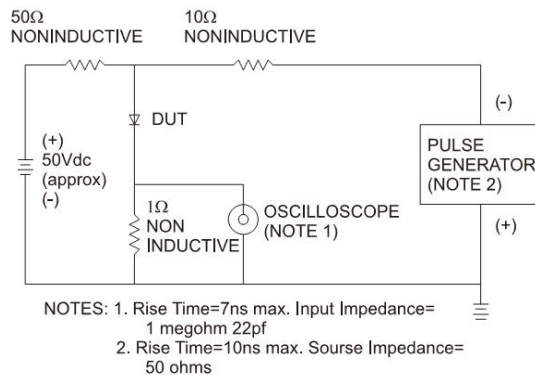 50Ω
NONINDUCTIVE
10Ω
NONINDUCTIVE
(+)
50Vdc
(approx)
(-)
DUT
1Ω
NON
INDUCTIVE
OSCILLOSCOPE
(NOTE 1)
(-)
PULSE
GENERATOR
(NOTE 2)
(+)
NOTES: 1. Rise Time=7ns max. Input Impedance=
1 megohm 22pf
2. Rise Time=10ns max. Sourse Impedance=
50 ohms